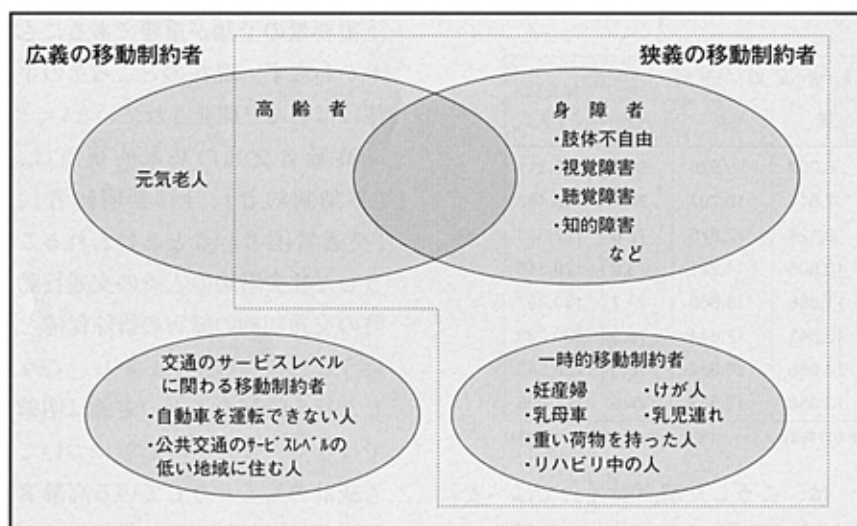 広義の移動制約者
狭義の移動制約者
高齢者
元気老人
身障者
・肢体不自由
・視覚障害
・聴覚障害
・知的障害
など
交通のサービスレベル
に関わる移動制約者
・自動車を運転できない人
・公共交通のサービスレベルの
低い地域に住む人
一時的移動制約者
・妊産婦 ・けが人
・乳母車 ・乳児連れ
・重い荷物を持った人
・リハビリ中の人